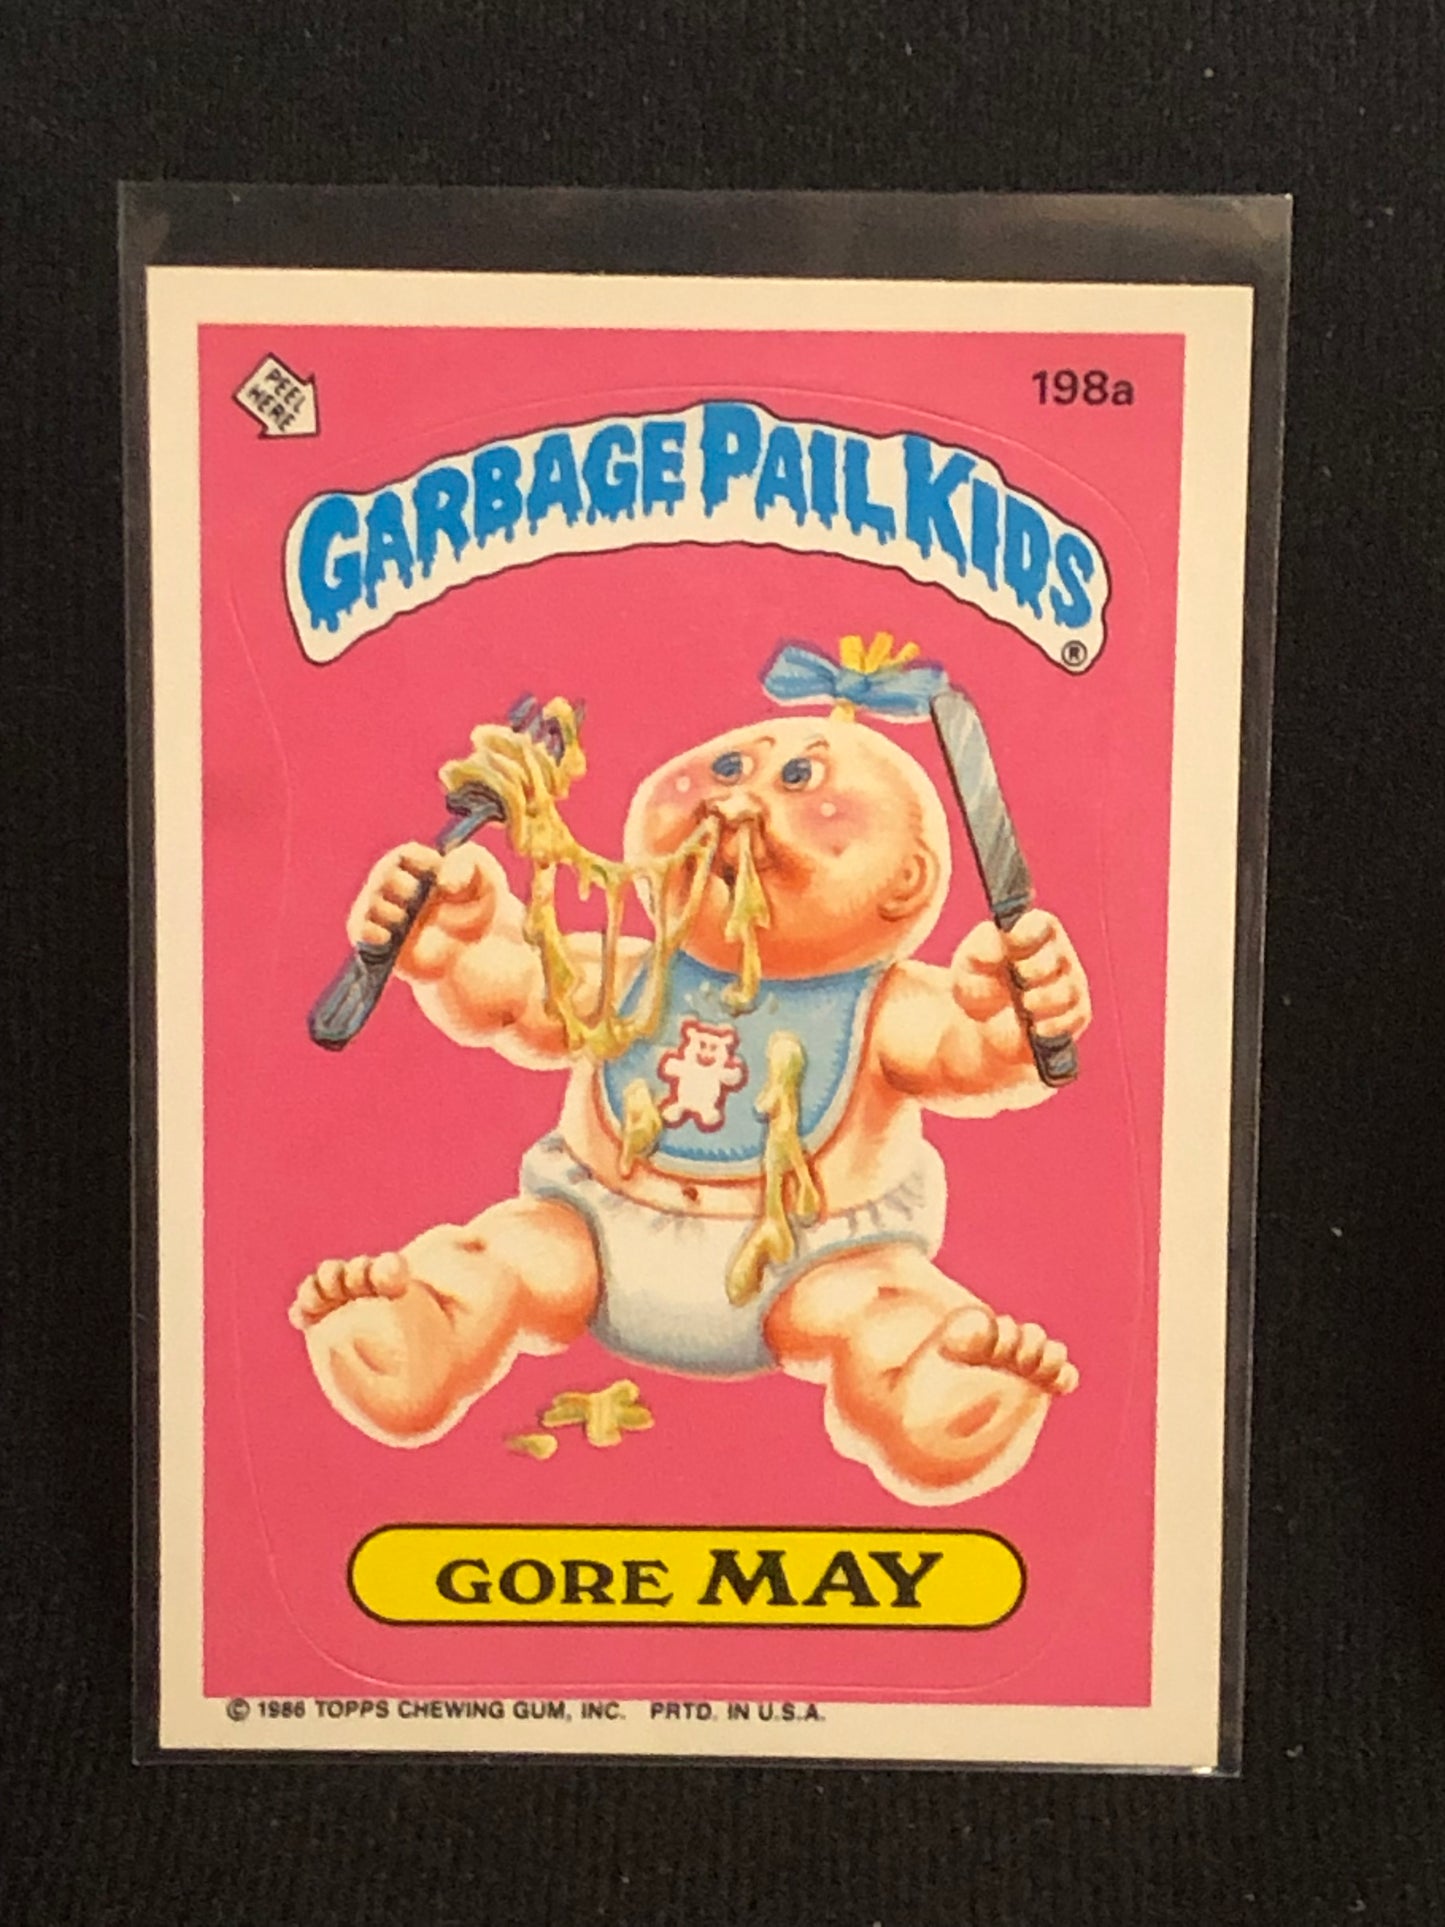 PEEL
HERE
198a
GARBAGE PAIL KIDS
®
GORE MAY
© 1986 TOPPS CHEWING GUM, INC. PRTD. IN U.S.A.